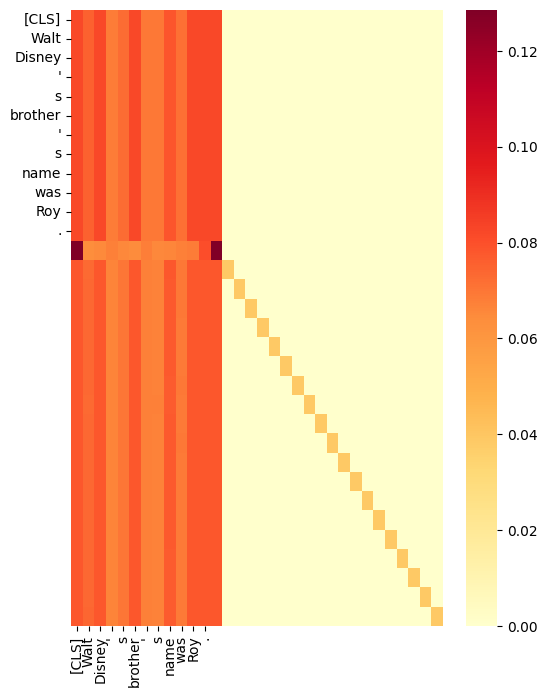 [CLS]
Walt
Disney
'
s
brother
'
s
name
was
Roy
.
0.12
0.10
0.08
0.06
0.04
0.02
0.00
[CLS]
Walt
Disney
'
s
brother
'
s
name
was
Roy
.